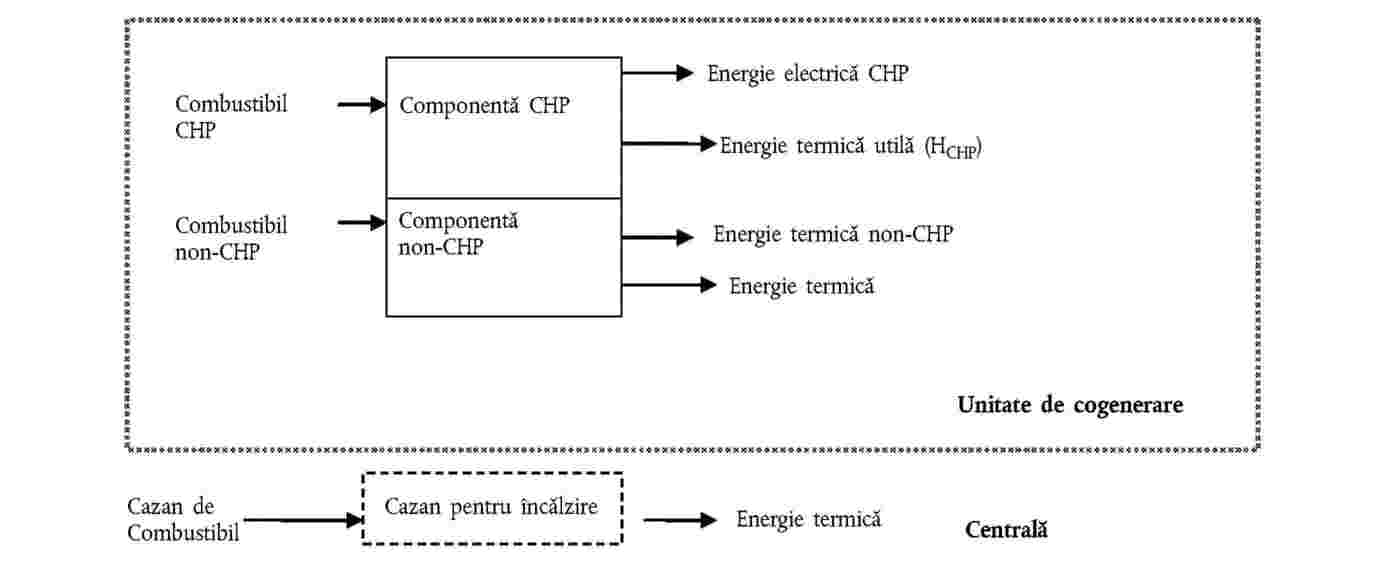 Energie electrică CHP
Combustibil
CHP
Componentă CHP
Energie termică utilă (HCHP)
Combustibil
non-CHP
Componentă
non-CHP
Energie termică non-CHP
Energie termică
Unitate de cogenerare
Cazan de
Combustibil
Cazan pentru încălzire
Energie termică
Centrală